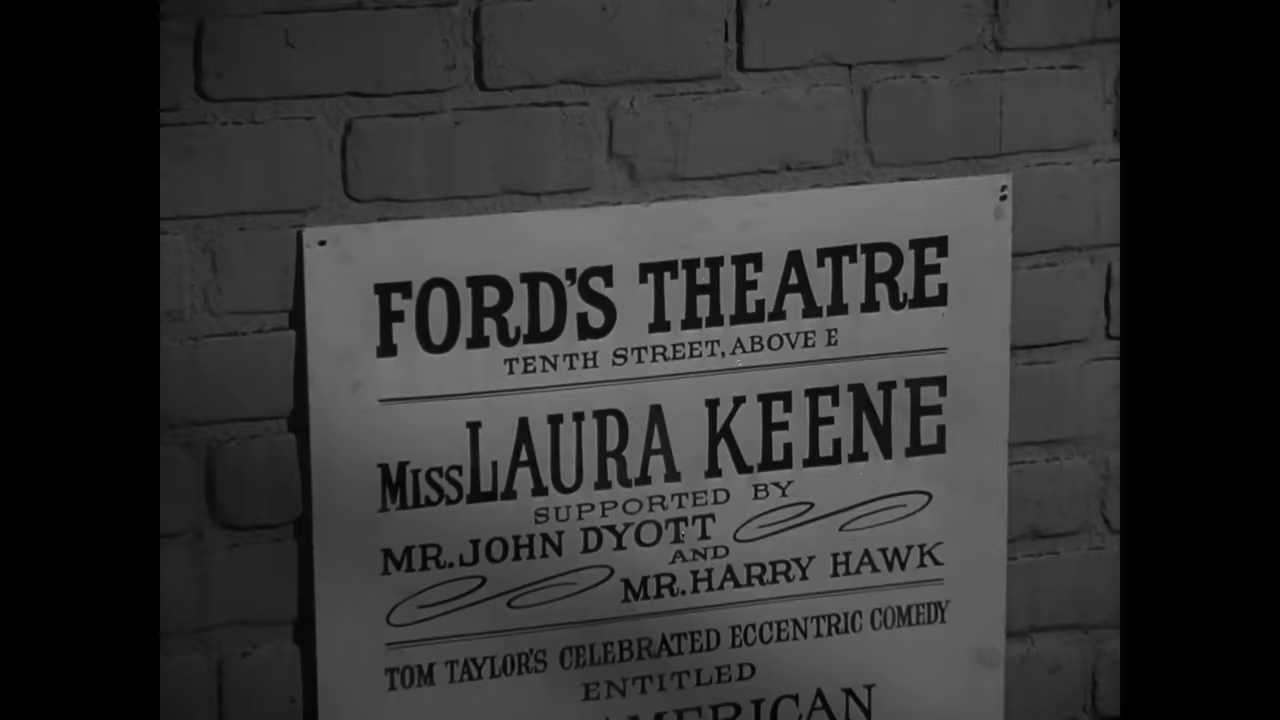 FORD'S THEATRE
TENTH STREET, ABOVE E
MISS LAURA KEENE
SUPPORTED BY
MR. JOHN DYOTT
AND
MR. HARRY HAWK
TOM TAYLOR'S CELEBRATED ECCENTRIC COMEDY
ENTITLED
AMERICAN